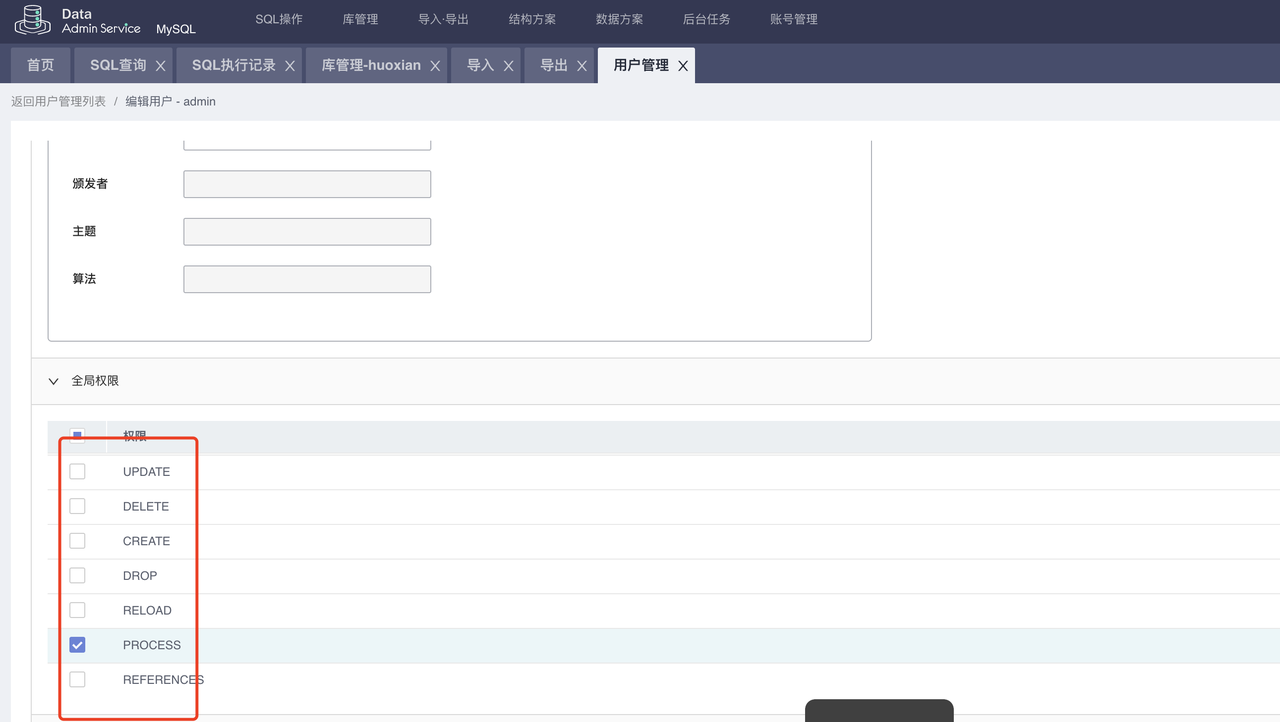 Data
Admin Service MySQL
SQL操作 库管理 导入·导出 结构方案 数据方案 后台任务 账号管理
首页 SQL查询 SQL执行记录 库管理-huoxian 导入 导出 用户管理
返回用户管理列表 / 编辑用户 - admin
颁发者
主题
算法
全局权限
权限
UPDATE
DELETE
CREATE
DROP
RELOAD
PROCESS
REFERENCES